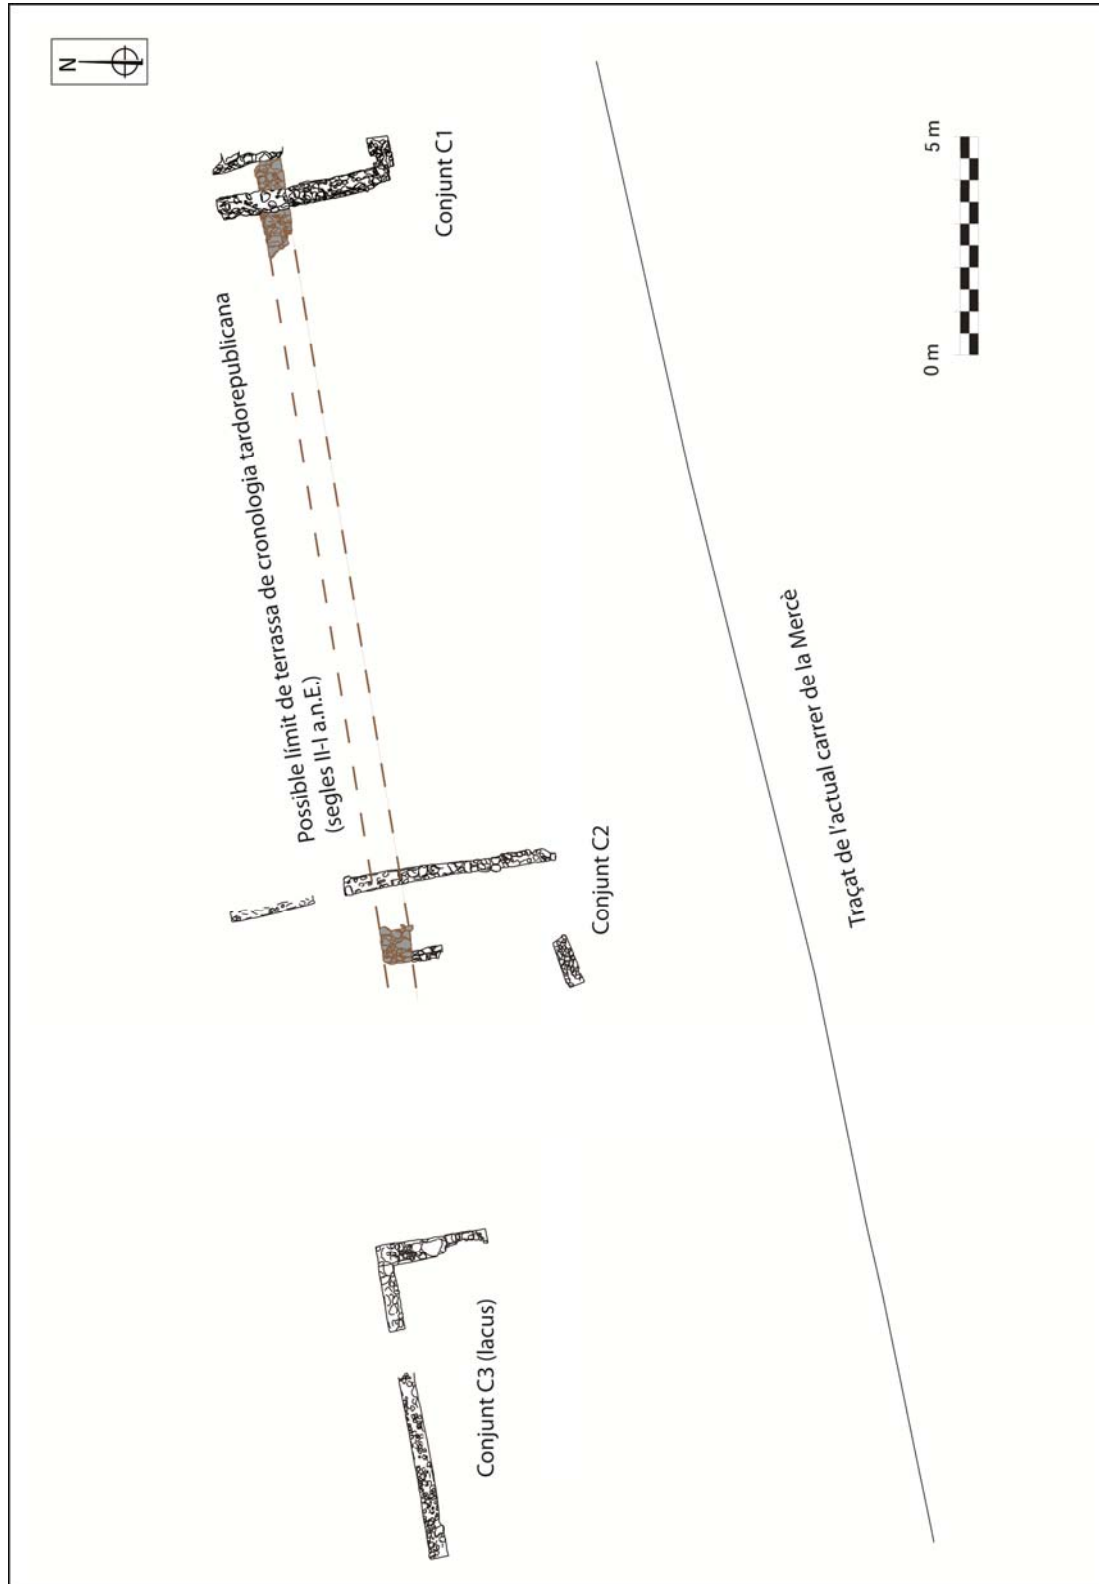 N
Conjunt C3 (lacus)
Conjunt C2
Possible límit de terrassa de cronologia tardorepublicana
(segles II-I a.n.E.)
Conjunt C1
Traçat de l'actual carrer de la Mercè
0 m
5 m